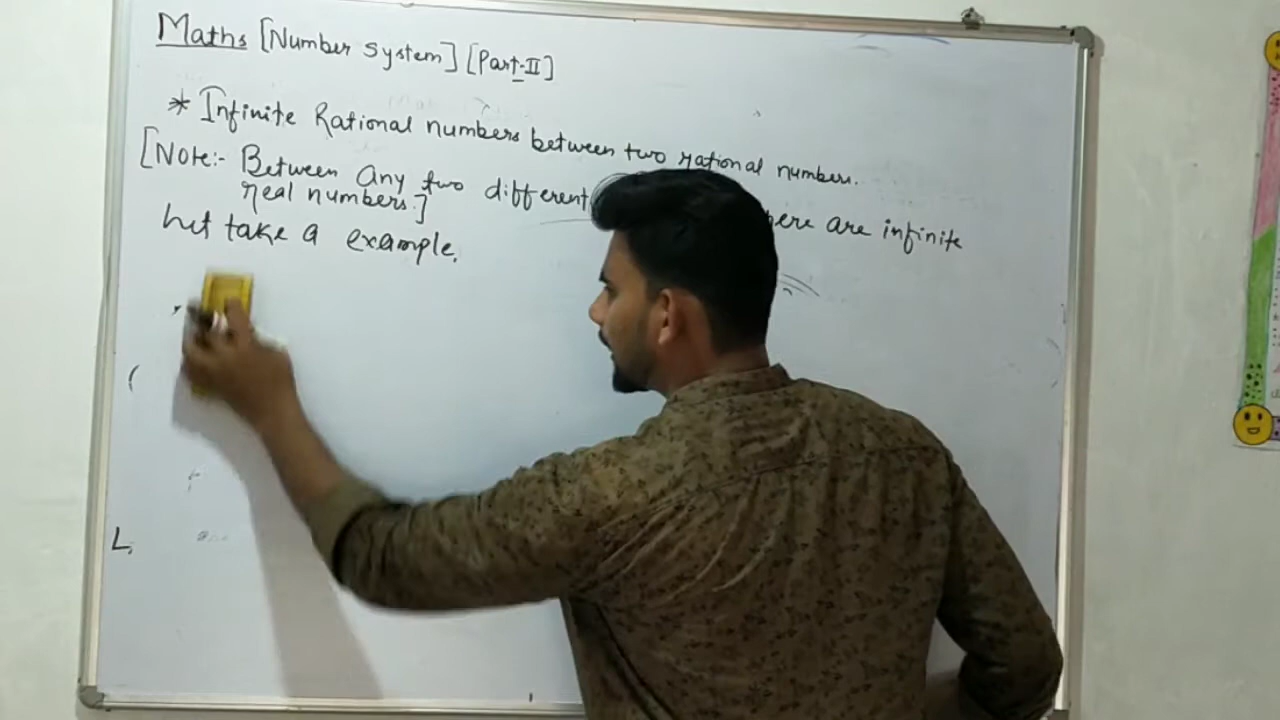 Maths [Number System] [Part-II]
* Infinite Rational numbers between two rational numbers.
[Note:- Between any two different here are infinite
real numbers.]
Let take a example.